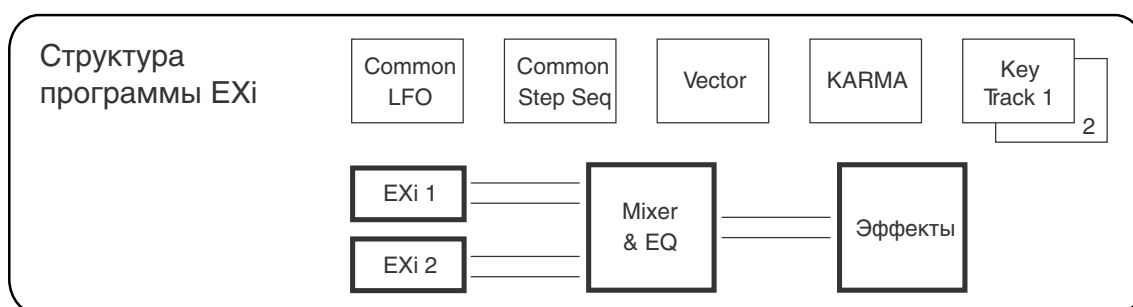 Структура
программы EXi
Common
LFO
Common
Step Seq
Vector
KARMA
Key
Track 1
2
EXi 1
EXi 2
Mixer
& EQ
Эффекты